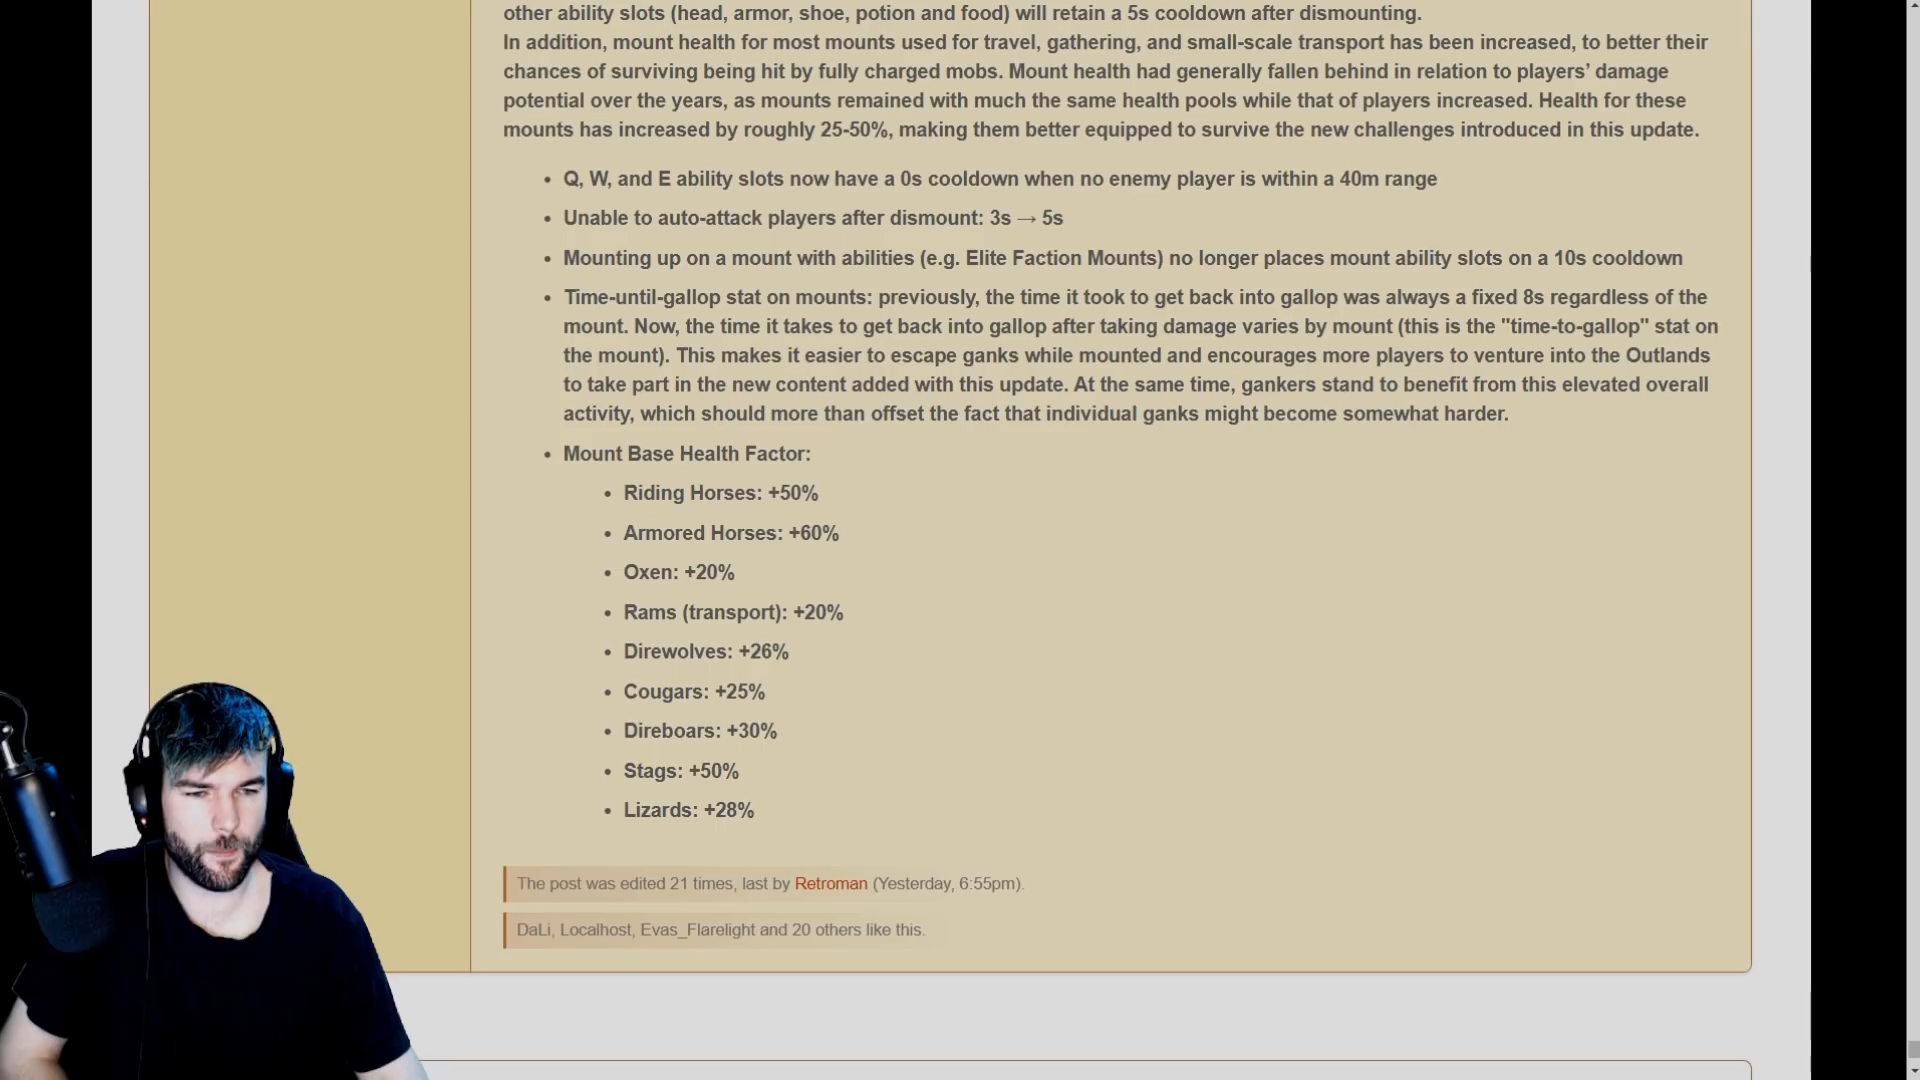 other ability slots (head, armor, shoe, potion and food) will retain a 5s cooldown after dismounting.
In addition, mount health for most mounts used for travel, gathering, and small-scale transport has been increased, to better their
chances of surviving being hit by fully charged mobs. Mount health had generally fallen behind in relation to players’ damage
potential over the years, as mounts remained with much the same health pools while that of players increased. Health for these
mounts has increased by roughly 25-50%, making them better equipped to survive the new challenges introduced in this update.
• Q, W, and E ability slots now have a 0s cooldown when no enemy player is within a 40m range
• Unable to auto-attack players after dismount: 3s → 5s
• Mounting up on a mount with abilities (e.g. Elite Faction Mounts) no longer places mount ability slots on a 10s cooldown
• Time-until-gallop stat on mounts: previously, the time it took to get back into gallop was always a fixed 8s regardless of the
mount. Now, the time it takes to get back into gallop after taking damage varies by mount (this is the "time-to-gallop" stat on
the mount). This makes it easier to escape ganks while mounted and encourages more players to venture into the Outlands
to take part in the new content added with this update. At the same time, gankers stand to benefit from this elevated overall
activity, which should more than offset the fact that individual ganks might become somewhat harder.
• Mount Base Health Factor:
• Riding Horses: +50%
• Armored Horses: +60%
• Oxen: +20%
• Rams (transport): +20%
• Direwolves: +26%
• Cougars: +25%
• Direboars: +30%
• Stags: +50%
• Lizards: +28%
The post was edited 21 times, last by Retroman (Yesterday, 6:55pm).
DaLi, Localhost, Evas_Flarelight and 20 others like this.